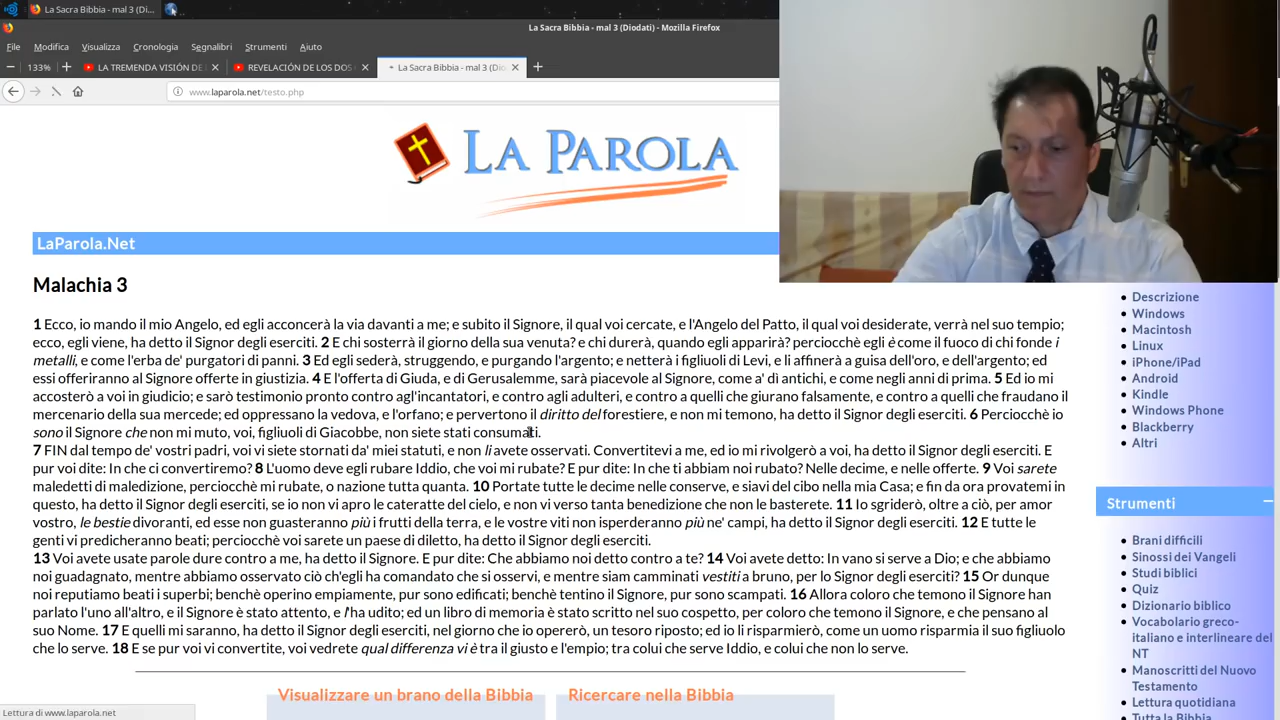 La Sacra Bibbia - mal 3 (Di...
La Sacra Bibbia - mal 3 (Diodati) - Mozilla Firefox
File Modifica Visualizza Cronologia Segnalibri Strumenti Aiuto
133% LA TREMENDA VISIÓN DE REVELACIÓN DE LOS DOS La Sacra Bibbia - mal 3 (Dio
www.laparola.net/testo.php
LA PAROLA
LaParola.Net
Malachia 3
1 Ecco, io mando il mio Angelo, ed egli acconcerà la via davanti a me; e subito il Signore, il qual voi cercate, e l'Angelo del Patto, il qual voi desiderate, verrà nel suo tempio;
ecco, egli viene, ha detto il Signor degli eserciti. 2 E chi sosterrà il giorno della sua venuta? e chi durerà, quando egli apparirà? perciocchè egli è come il fuoco di chi fonde i
metalli, e come l'erba de' purgatori di panni. 3 Ed egli sederà, struggendo, e purgando l'argento; e netterà i figliuoli di Levi, e li affinerà a guisa dell'oro, e dell'argento; ed
essi offeriranno al Signore offerte in giustizia. 4 E l'offerta di Giuda, e di Gerusalemme, sarà piacevole al Signore, come a' dì antichi, e come negli anni di prima. 5 Ed io mi
accosterò a voi in giudicio; e sarò testimonio pronto contro agl'incantatori, e contro agli adulteri, e contro a quelli che giurano falsamente, e contro a quelli che fraudano il
mercenario della sua mercede; ed oppressano la vedova, e l'orfano; e pervertono il diritto del forestiere, e non mi temono, ha detto il Signor degli eserciti. 6 Perciocchè io
sono il Signore che non mi muto, voi, figliuoli di Giacobbe, non siete stati consumati.
7 FIN dal tempo de' vostri padri, voi vi siete stornati da' miei statuti, e non li avete osservati. Convertitevi a me, ed io mi rivolgerò a voi, ha detto il Signor degli eserciti. E
pur voi dite: In che ci convertiremo? 8 L'uomo deve egli rubare Iddio, che voi mi rubate? E pur dite: In che ti abbiam noi rubato? Nelle decime, e nelle offerte. 9 Voi sarete
maledetti di maledizione, perciocchè mi rubate, o nazione tutta quanta. 10 Portate tutte le decime nelle conserve, e siavi del cibo nella mia Casa; e fin da ora provatemi in
questo, ha detto il Signor degli eserciti, se io non vi apro le cateratte del cielo, e non vi verso tanta benedizione che non le basterete. 11 Io sgriderò, oltre a ciò, per amor
vostro, le bestie divoranti, ed esse non guasteranno più i frutti della terra, e le vostre viti non isperderanno più ne' campi, ha detto il Signor degli eserciti. 12 E tutte le
genti vi predicheranno beati; perciocchè voi sarete un paese di diletto, ha detto il Signor degli eserciti.
13 Voi avete usate parole dure contro a me, ha detto il Signore. E pur dite: Che abbiamo noi detto contro a te? 14 Voi avete detto: In vano si serve a Dio; e che abbiamo
noi guadagnato, mentre abbiamo osservato ciò ch'egli ha comandato che si osservi, e mentre siam camminati vestiti a bruno, per lo Signor degli eserciti? 15 Or dunque
noi reputiamo beati i superbi; benchè operino empiamente, pur sono edificati; benchè tentino il Signore, pur sono scampati. 16 Allora coloro che temono il Signore han
parlato l'uno all'altro, e il Signore è stato attento, e l'ha udito; ed un libro di memoria è stato scritto nel suo cospetto, per coloro che temono il Signore, e che pensano al
suo Nome. 17 E quelli mi saranno, ha detto il Signor degli eserciti, nel giorno che io opererò, un tesoro riposto; ed io li risparmierò, come un uomo risparmia il suo figliuolo
che lo serve. 18 E se pur voi vi convertite, voi vedrete qual differenza vi è tra il giusto e l'empio; tra colui che serve Iddio, e colui che non lo serve.
Visualizzare un brano della Bibbia
Ricercare nella Bibbia
Lettura di www.laparola.net
Descrizione
Windows
Macintosh
Linux
iPhone/iPad
Android
Kindle
Windows Phone
Blackberry
Altri
Strumenti
Brani difficili
Sinossi dei Vangeli
Studi biblici
Quiz
Dizionario biblico
Vocabolario greco-
italiano e interlineare del
NT
Manoscritti del Nuovo
Testamento
Lettura quotidiana
Tutta la Bibbia